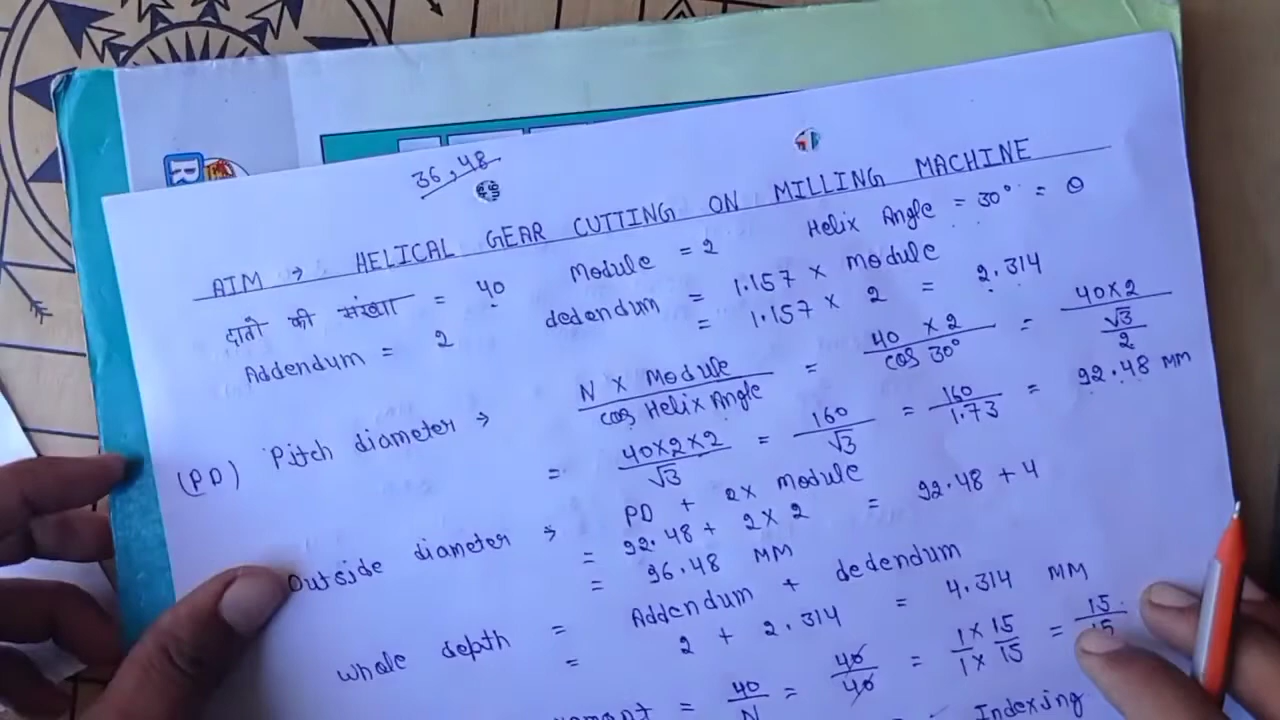 36, 48
AIM → HELICAL GEAR CUTTING ON MILLING MACHINE
दातो की संख्या = 40 Module = 2 Helix Angle = 30° = θ
Addendum = 2 dedendum = 1.157 × module
= 1.157 × 2 = 2.314
(PD) Pitch diameter → N × Module / cos Helix Angle = 40 × 2 / cos 30° = 40×2 / √3/2
= 40×2×2 / √3 = 160 / √3 = 160 / 1.73 = 92.48 MM
Outside diameter → PD + 2× Module
= 92.48 + 2×2 = 92.48 + 4
= 96.48 MM
Whole depth = Addendum + dedendum
= 2 + 2.314 = 4.314 MM
= 40 / N = 40 / 40 = 1 × 15 / 1 × 15 = 15 / 15
Indexing